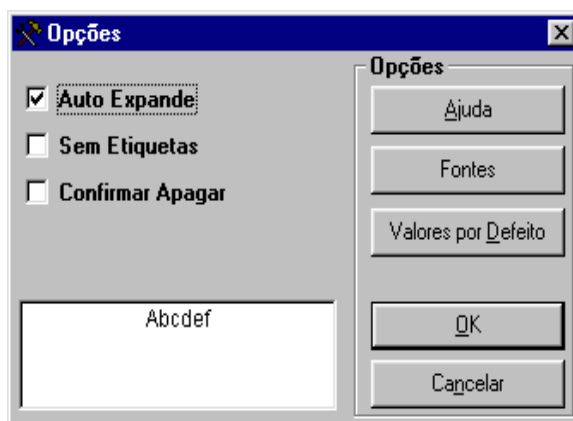 Opções
Auto Expande
Sem Etiquetas
Confirmar Apagar
Abcdef
Opções
Ajuda
Fontes
Valores por Defeito
OK
Cancelar